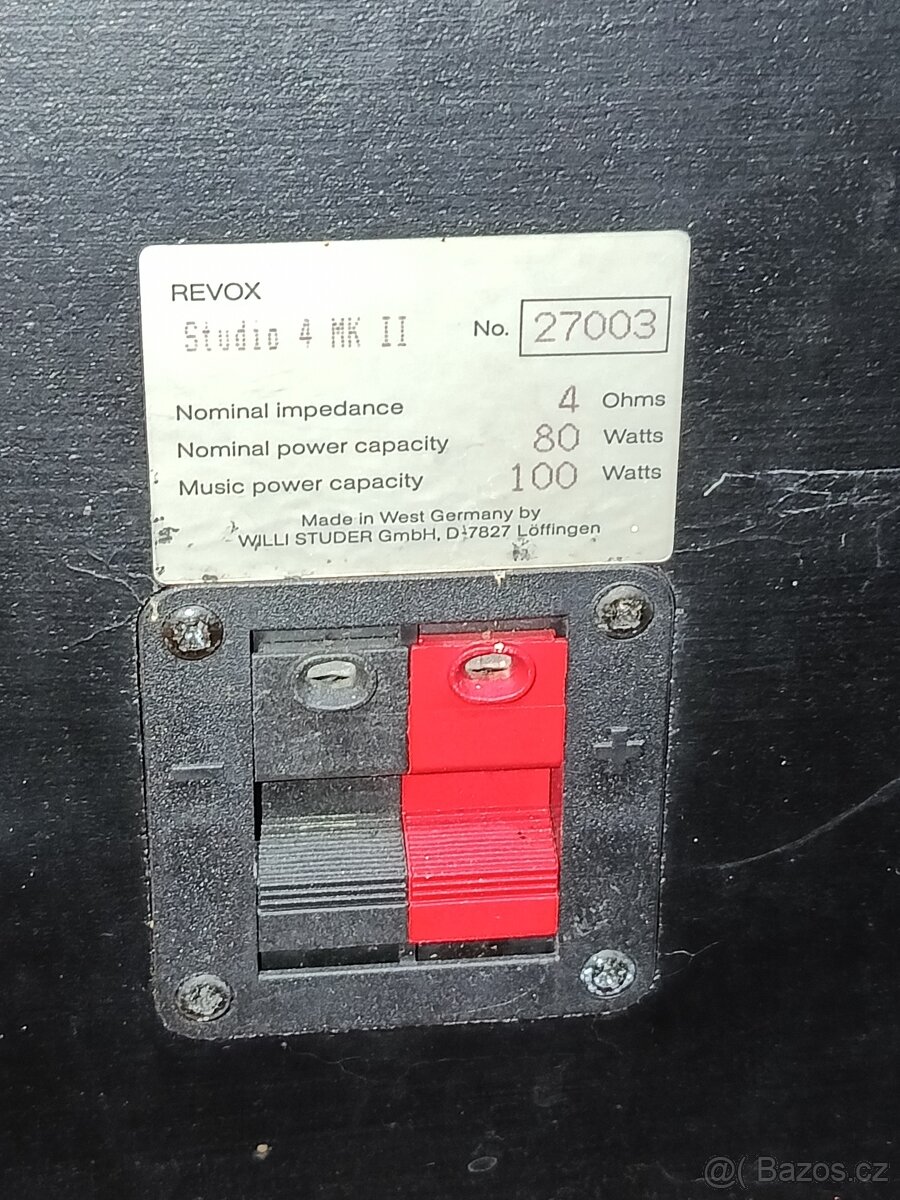 REVOX
Studio 4 MK II No. 27003
Nominal impedance 4 Ohms
Nominal power capacity 80 Watts
Music power capacity 100 Watts
Made in West Germany by
WILLI STUDER GmbH, D-7827 Löffingen
− +
@( Bazos.cz